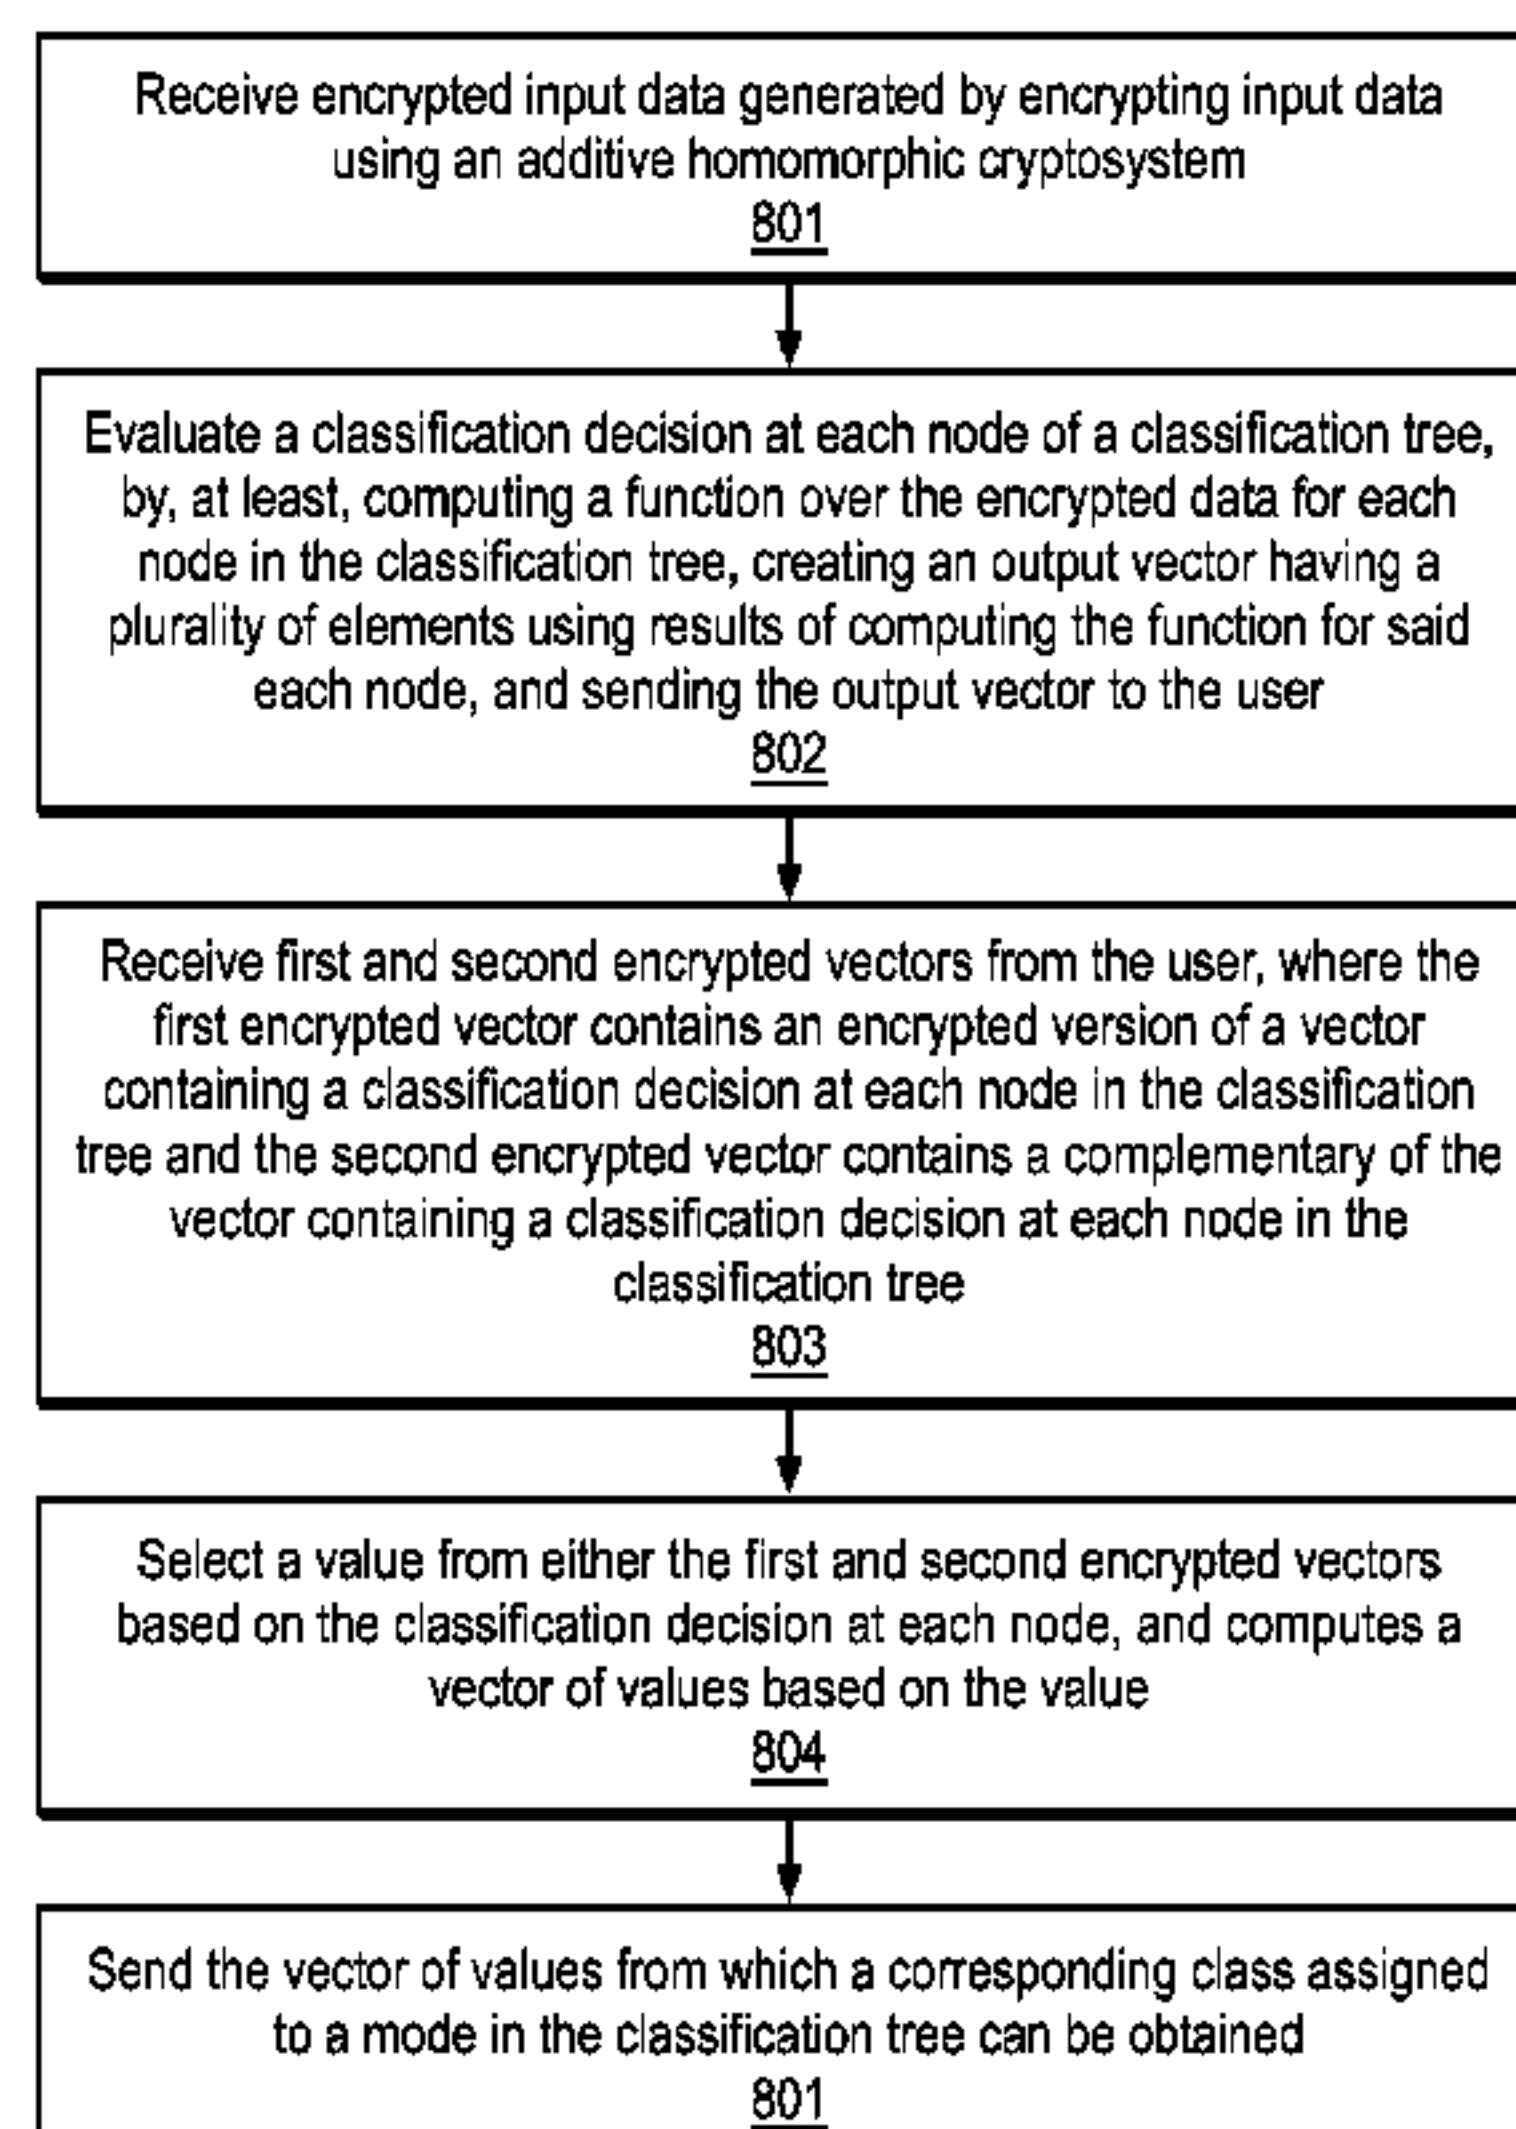 Receive encrypted input data generated by encrypting input data
using an additive homomorphic cryptosystem
801
Evaluate a classification decision at each node of a classification tree,
by, at least, computing a function over the encrypted data for each
node in the classification tree, creating an output vector having a
plurality of elements using results of computing the function for said
each node, and sending the output vector to the user
802
Receive first and second encrypted vectors from the user, where the
first encrypted vector contains an encrypted version of a vector
containing a classification decision at each node in the classification
tree and the second encrypted vector contains a complementary of the
vector containing a classification decision at each node in the
classification tree
803
Select a value from either the first and second encrypted vectors
based on the classification decision at each node, and computes a
vector of values based on the value
804
Send the vector of values from which a corresponding class assigned
to a mode in the classification tree can be obtained
801